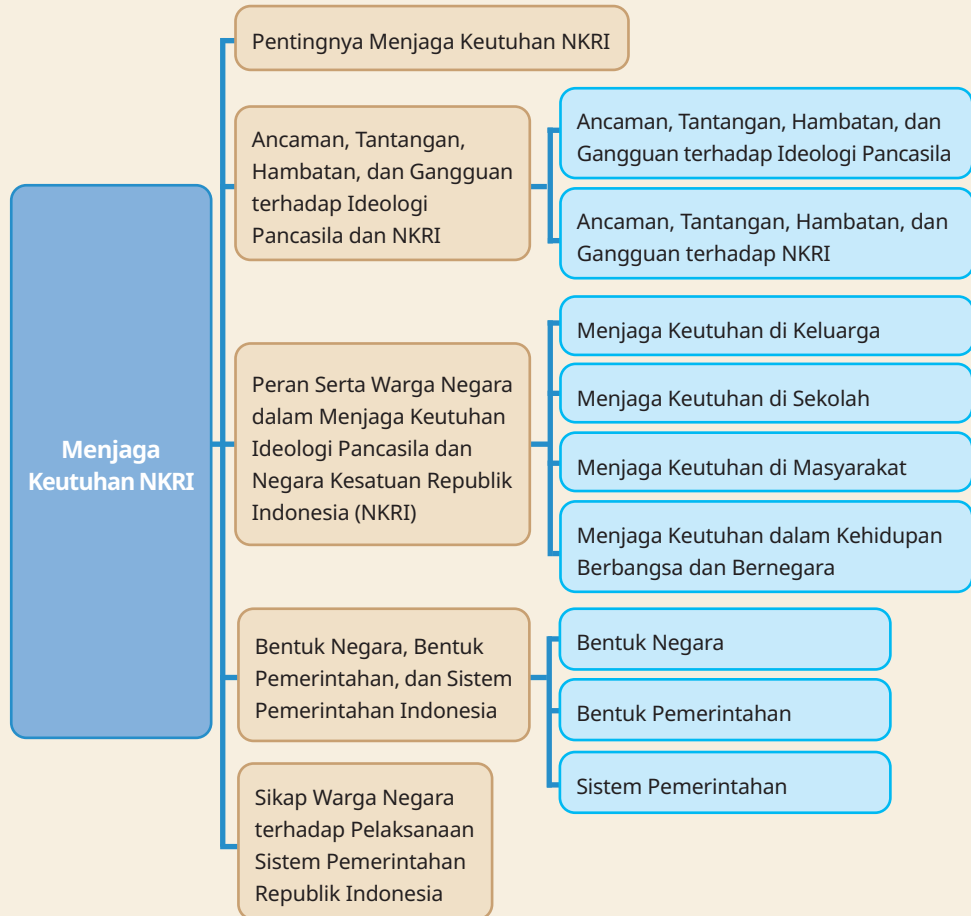 Menjaga
Keutuhan NKRI
Pentingnya Menjaga Keutuhan NKRI
Ancaman, Tantangan,
Hambatan, dan Gangguan
terhadap Ideologi
Pancasila dan NKRI
Ancaman, Tantangan, Hambatan, dan
Gangguan terhadap Ideologi Pancasila
Ancaman, Tantangan, Hambatan, dan
Gangguan terhadap NKRI
Peran Serta Warga Negara
dalam Menjaga Keutuhan
Ideologi Pancasila dan
Negara Kesatuan Republik
Indonesia (NKRI)
Menjaga Keutuhan di Keluarga
Menjaga Keutuhan di Sekolah
Menjaga Keutuhan di Masyarakat
Menjaga Keutuhan dalam Kehidupan
Berbangsa dan Bernegara
Bentuk Negara, Bentuk
Pemerintahan, dan Sistem
Pemerintahan Indonesia
Bentuk Negara
Bentuk Pemerintahan
Sistem Pemerintahan
Sikap Warga Negara
terhadap Pelaksanaan
Sistem Pemerintahan
Republik Indonesia